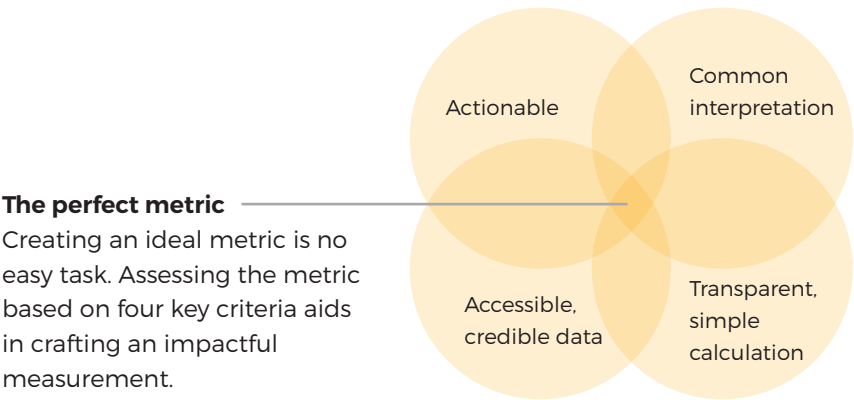 Actionable
Common
interpretation
The perfect metric
Creating an ideal metric is no
easy task. Assessing the metric
based on four key criteria aids
in crafting an impactful
measurement.
Accessible,
credible data
Transparent,
simple
calculation